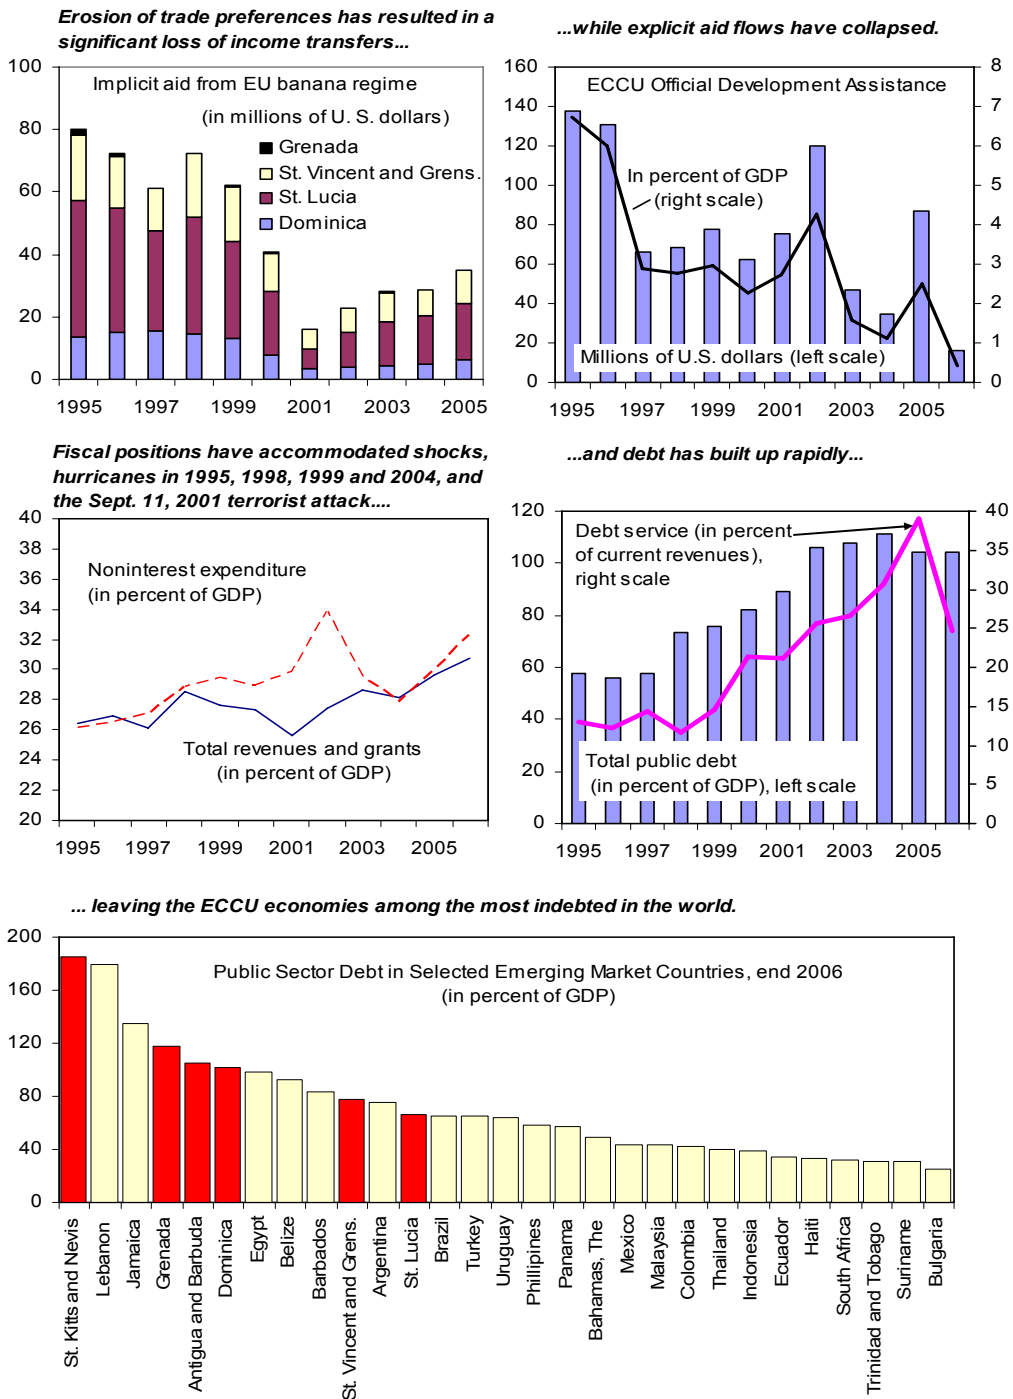 Erosion of trade preferences has resulted in a
significant loss of income transfers...
100
80
60
40
20
0
Implicit aid from EU banana regime
(in millions of U. S. dollars)
Grenada
St. Vincent and Grens.
St. Lucia
Dominica
1995 1997 1999 2001 2003 2005
...while explicit aid flows have collapsed.
160
140
120
100
80
60
40
20
0
ECCU Official Development Assistance
In percent of GDP
(right scale)
Millions of U.S. dollars (left scale)
8
7
6
5
4
3
2
1
0
1995 1997 1999 2001 2003 2005
Fiscal positions have accommodated shocks,
hurricanes in 1995, 1998, 1999 and 2004, and
the Sept. 11, 2001 terrorist attack....
40
38
36
34
32
30
28
26
24
22
20
Noninterest expenditure
(in percent of GDP)
Total revenues and grants
(in percent of GDP)
1995 1997 1999 2001 2003 2005
...and debt has built up rapidly...
120
100
80
60
40
20
0
Debt service (in percent
of current revenues),
right scale
Total public debt
(in percent of GDP), left scale
40
35
30
25
20
15
10
5
0
1995 1997 1999 2001 2003 2005
... leaving the ECCU economies among the most indebted in the world.
200
160
120
80
40
0
Public Sector Debt in Selected Emerging Market Countries, end 2006
(in percent of GDP)
St. Kitts and Nevis
Lebanon
Jamaica
Grenada
Antigua and Barbuda
Dominica
Egypt
Belize
Barbados
St. Vincent and Grens.
Argentina
St. Lucia
Brazil
Turkey
Uruguay
Phillipines
Panama
Bahamas, The
Mexico
Malaysia
Colombia
Thailand
Indonesia
Ecuador
Haiti
South Africa
Trinidad and Tobago
Suriname
Bulgaria